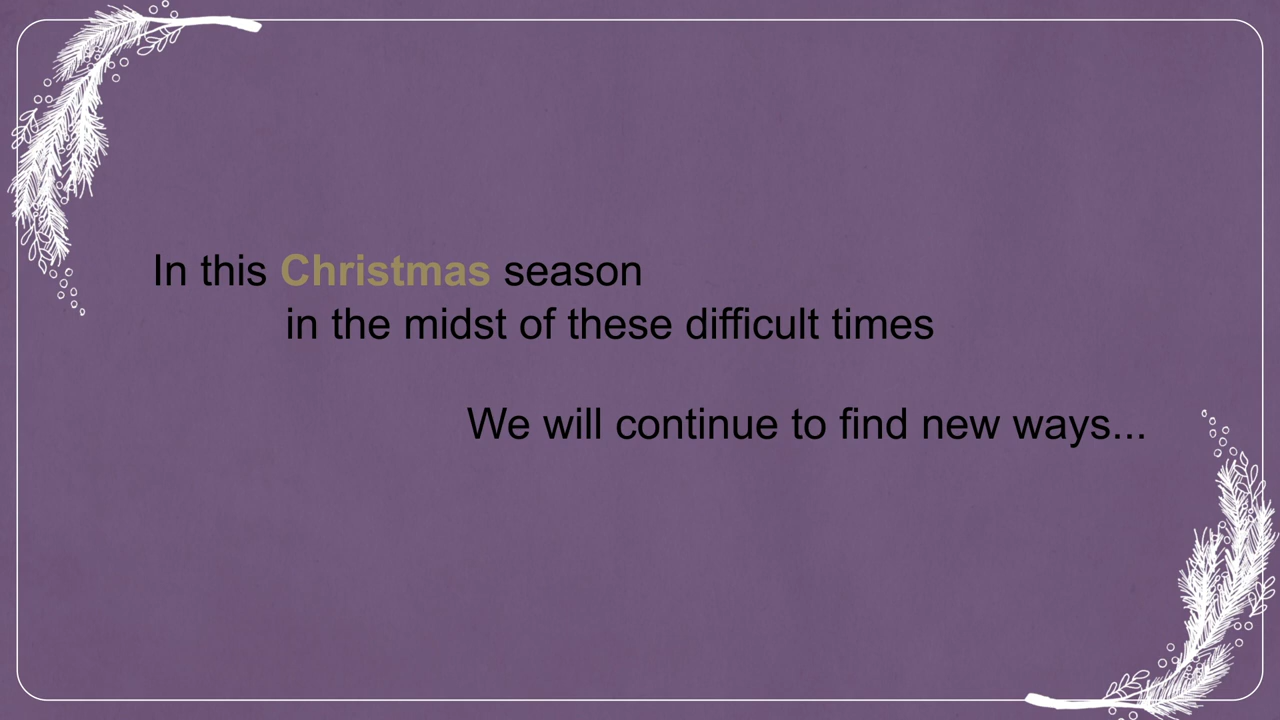 In this Christmas season
in the midst of these difficult times
We will continue to find new ways...